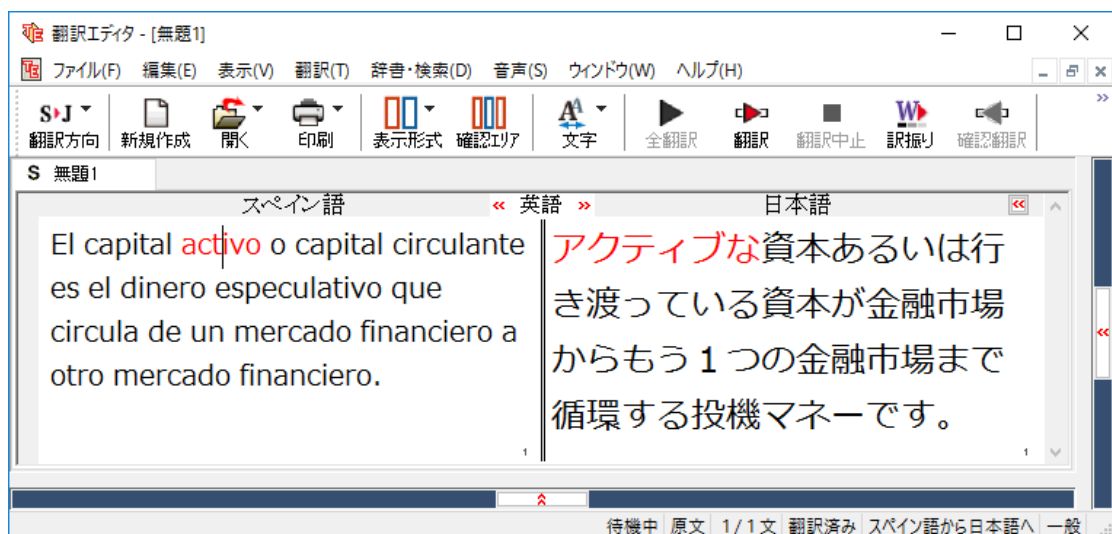 翻訳エディタ - [無題1]
ファイル(F) 編集(E) 表示(V) 翻訳(T) 辞書・検索(D) 音声(S) ウィンドウ(W) ヘルプ(H)
S▸J
翻訳方向 新規作成 開く 印刷 表示形式 確認エリア 文字 全翻訳 翻訳 翻訳中止 訳振り 確認翻訳
S 無題1
スペイン語 « 英語 » 日本語 «
El capital activo o capital circulante
es el dinero especulativo que
circula de un mercado financiero a
otro mercado financiero.
1
アクティブな資本あるいは行
き渡っている資本が金融市場
からもう1つの金融市場まで
循環する投機マネーです。
1
待機中 原文 1/1文 翻訳済み スペイン語から日本語へ 一般